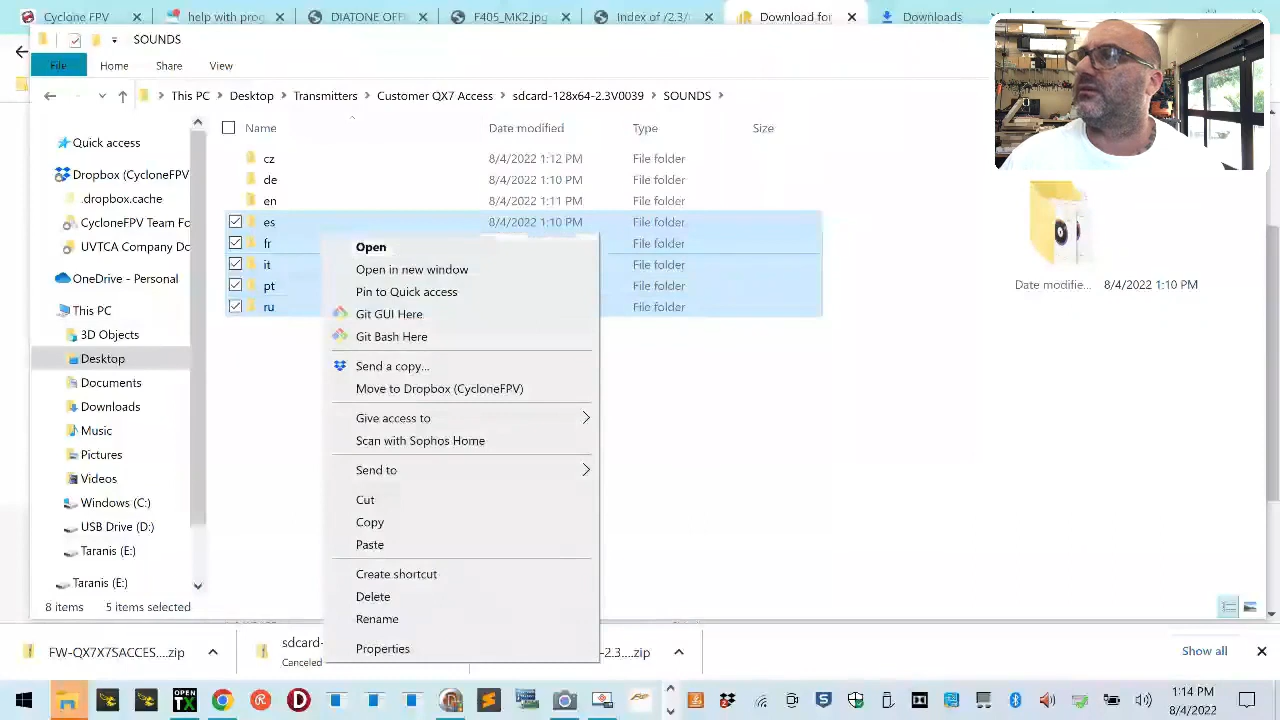 Cyclone FPV
help with prog
DIATONE OFFI
F405_MK2.jpg
Index of /2.3/
Download for
Downloads
SOUNDS
File
Home
Share
View
This PC
Desktop
Customer QX7 Access
SOUNDS
Name
Date modified
Type
Size
cz
8/4/2022 1:12 PM
File folder
de
8/4/2022 1:10 PM
File folder
en
8/4/2022 1:11 PM
File folder
es
8/4/2022 1:10 PM
File folder
fr
File folder
it
File folder
pt
File folder
ru
File folder
Quick access
Dropbox (CycloneFPV
.dropbox.cache
CycloneFPV Team Fo
UVTCA Company Do
OneDrive - Personal
This PC
3D Objects
Desktop
Documents
Downloads
Music
Pictures
Videos
Windows (C:)
USB Drive (D:)
Taranis (E:)
Taranis (E:)
8 items
5 items selected
Open
Open in new window
Pin to Quick access
Git GUI Here
Git Bash Here
Send a copy...
Move to Dropbox (CycloneFPV)
Give access to
Scan with Sophos Home
Send to
Cut
Copy
Paste
Create shortcut
Delete
Rename
Properties
Date modifie...
8/4/2022 1:10 PM
FW-QX7X7SACCES....zip
sdcard-
Canceled
-2.3....zip
Show all
OPEN
TX
1:14 PM
8/4/2022